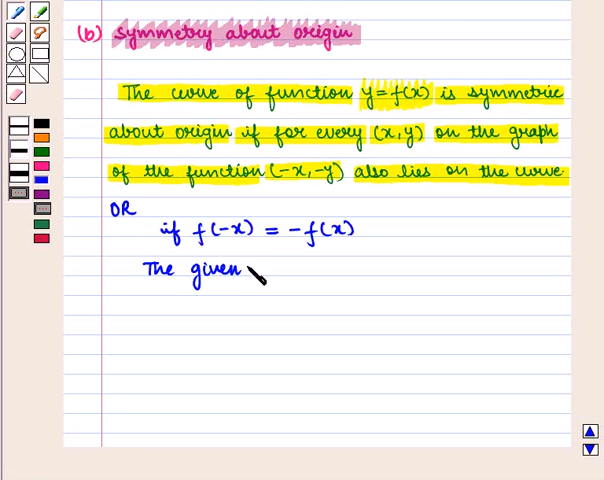 (b) Symmetry about origin
The curve of function y=f(x) is symmetric
about origin if for every (x,y) on the graph
of the function (-x,-y) also lies on the curve.
OR
if f(-x) = -f(x)
The given